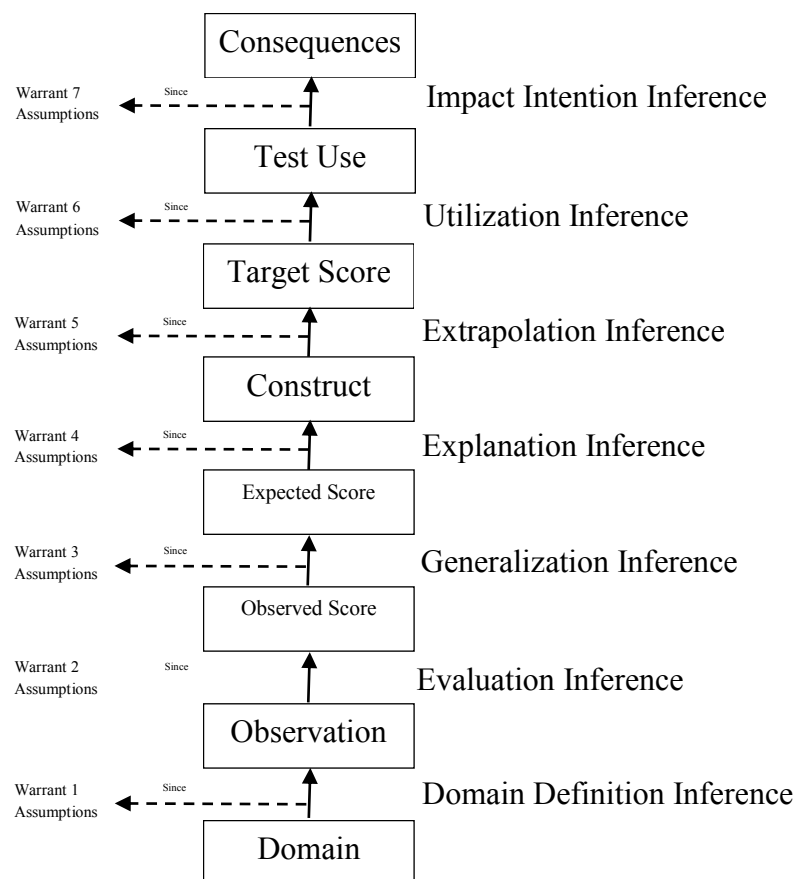 Consequences
Warrant 7
Assumptions
Since
Impact Intention Inference
Test Use
Warrant 6
Assumptions
Since
Utilization Inference
Target Score
Warrant 5
Assumptions
Since
Extrapolation Inference
Construct
Warrant 4
Assumptions
Since
Explanation Inference
Expected Score
Warrant 3
Assumptions
Since
Generalization Inference
Observed Score
Warrant 2
Assumptions
Since
Evaluation Inference
Observation
Warrant 1
Assumptions
Since
Domain Definition Inference
Domain